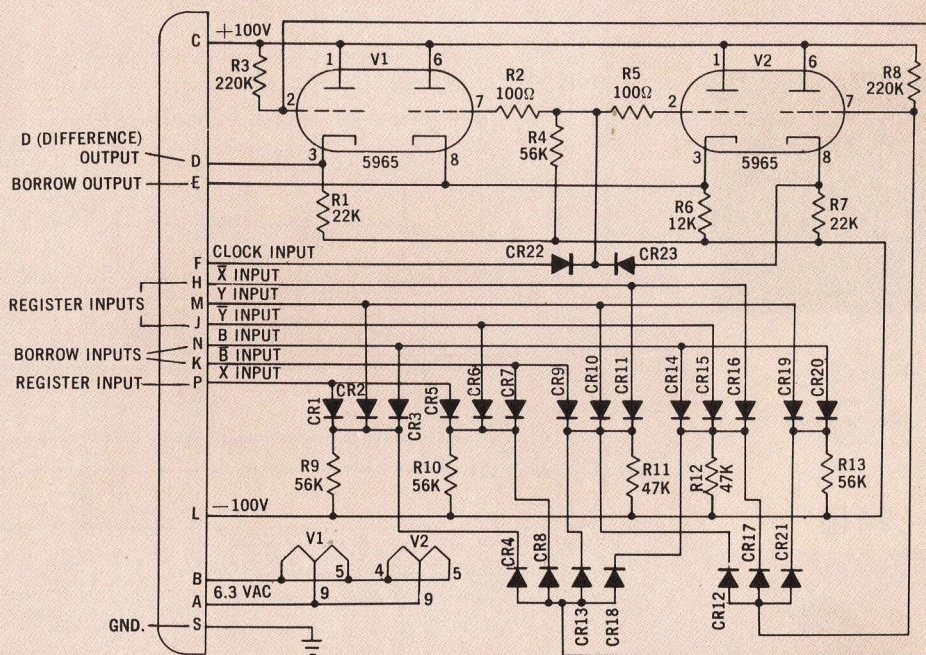 C
+100V
R3
220K
1
V1
6
2
7
R2
100Ω
R5
100Ω
1
V2
6
2
7
R8
220K
D (DIFFERENCE)
OUTPUT
D
3
8
5965
R4
56K
3
8
5965
BORROW OUTPUT
E
R1
22K
R6
12K
R7
22K
F
CLOCK INPUT
CR22
CR23
REGISTER INPUTS
H
X̅ INPUT
M
Y INPUT
J
Y̅ INPUT
BORROW INPUTS
N
B INPUT
K
B̅ INPUT
REGISTER INPUT
P
X INPUT
CR1
CR2
CR3
CR5
CR6
CR7
CR9
CR10
CR11
CR14
CR15
CR16
CR19
CR20
R9
56K
R10
56K
R11
47K
R12
47K
R13
56K
L
−100V
V1
V2
CR4
CR8
CR13
CR18
CR12
CR17
CR21
B
5
4
5
6.3 VAC
A
9
9
GND.
S